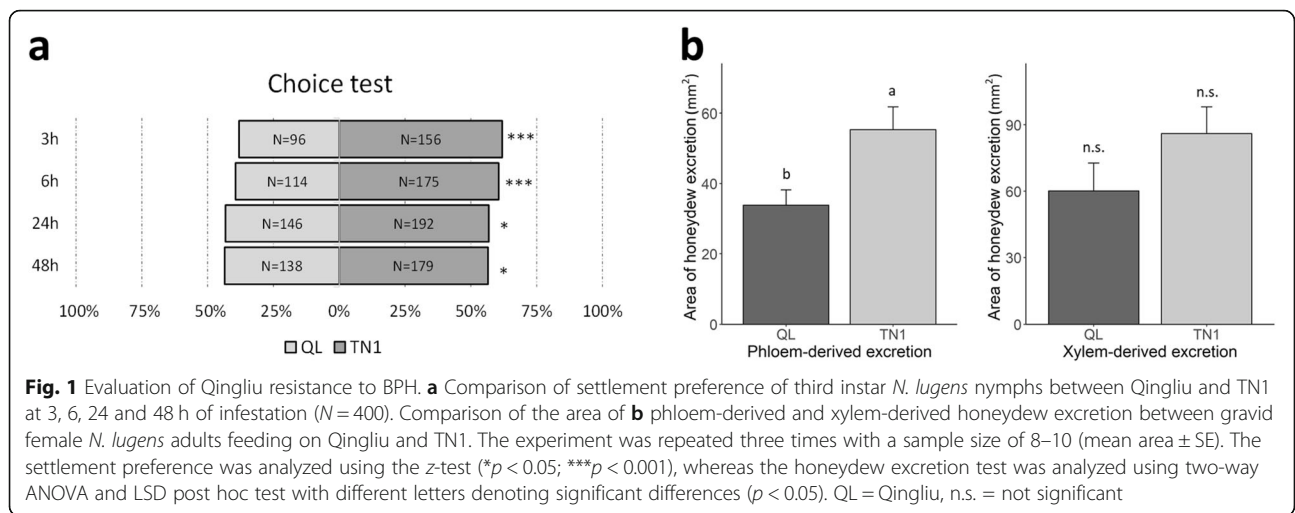 a
Choice test
3h
N=96
N=156
***
6h
N=114
N=175
***
24h
N=146
N=192
*
48h
N=138
N=179
*
100% 75% 50% 25% 0% 25% 50% 75% 100%
QL TN1
b
Area of honeydew excretion (mm²)
60
40
20
0
b
a
QL TN1
Phloem-derived excretion
Area of honeydew excretion (mm²)
90
60
30
0
n.s.
n.s.
QL TN1
Xylem-derived excretion
Fig. 1 Evaluation of Qingliu resistance to BPH. a Comparison of settlement preference of third instar N. lugens nymphs between Qingliu and TN1
at 3, 6, 24 and 48 h of infestation (N = 400). Comparison of the area of b phloem-derived and xylem-derived honeydew excretion between gravid
female N. lugens adults feeding on Qingliu and TN1. The experiment was repeated three times with a sample size of 8–10 (mean area ± SE). The
settlement preference was analyzed using the z-test (*p < 0.05; ***p < 0.001), whereas the honeydew excretion test was analyzed using two-way
ANOVA and LSD post hoc test with different letters denoting significant differences (p < 0.05). QL = Qingliu, n.s. = not significant